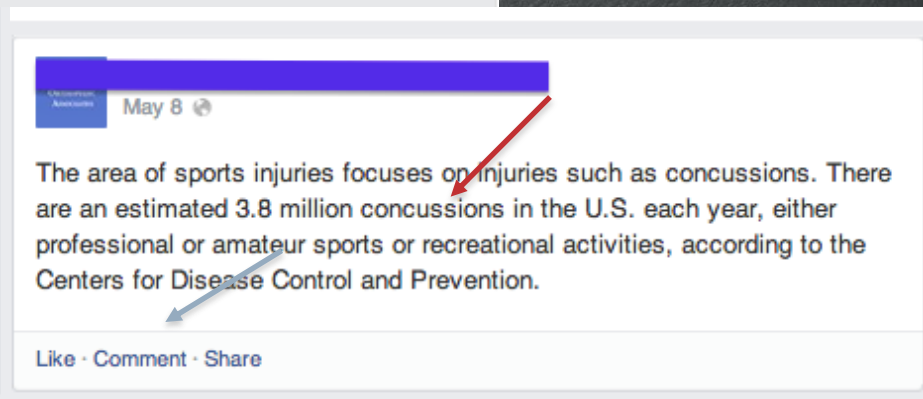 Associates
May 8
The area of sports injuries focuses on injuries such as concussions. There
are an estimated 3.8 million concussions in the U.S. each year, either
professional or amateur sports or recreational activities, according to the
Centers for Disease Control and Prevention.
Like · Comment · Share